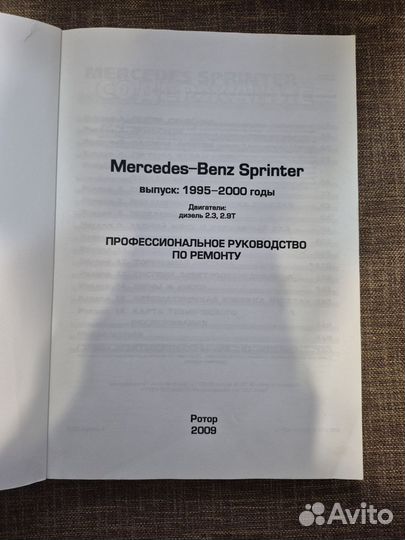 Mercedes-Benz Sprinter
выпуск: 1995-2000 годы
Двигатели:
дизель 2.3, 2.9T
ПРОФЕССИОНАЛЬНОЕ РУКОВОДСТВО
ПО РЕМОНТУ
Ротор
2009
Avito